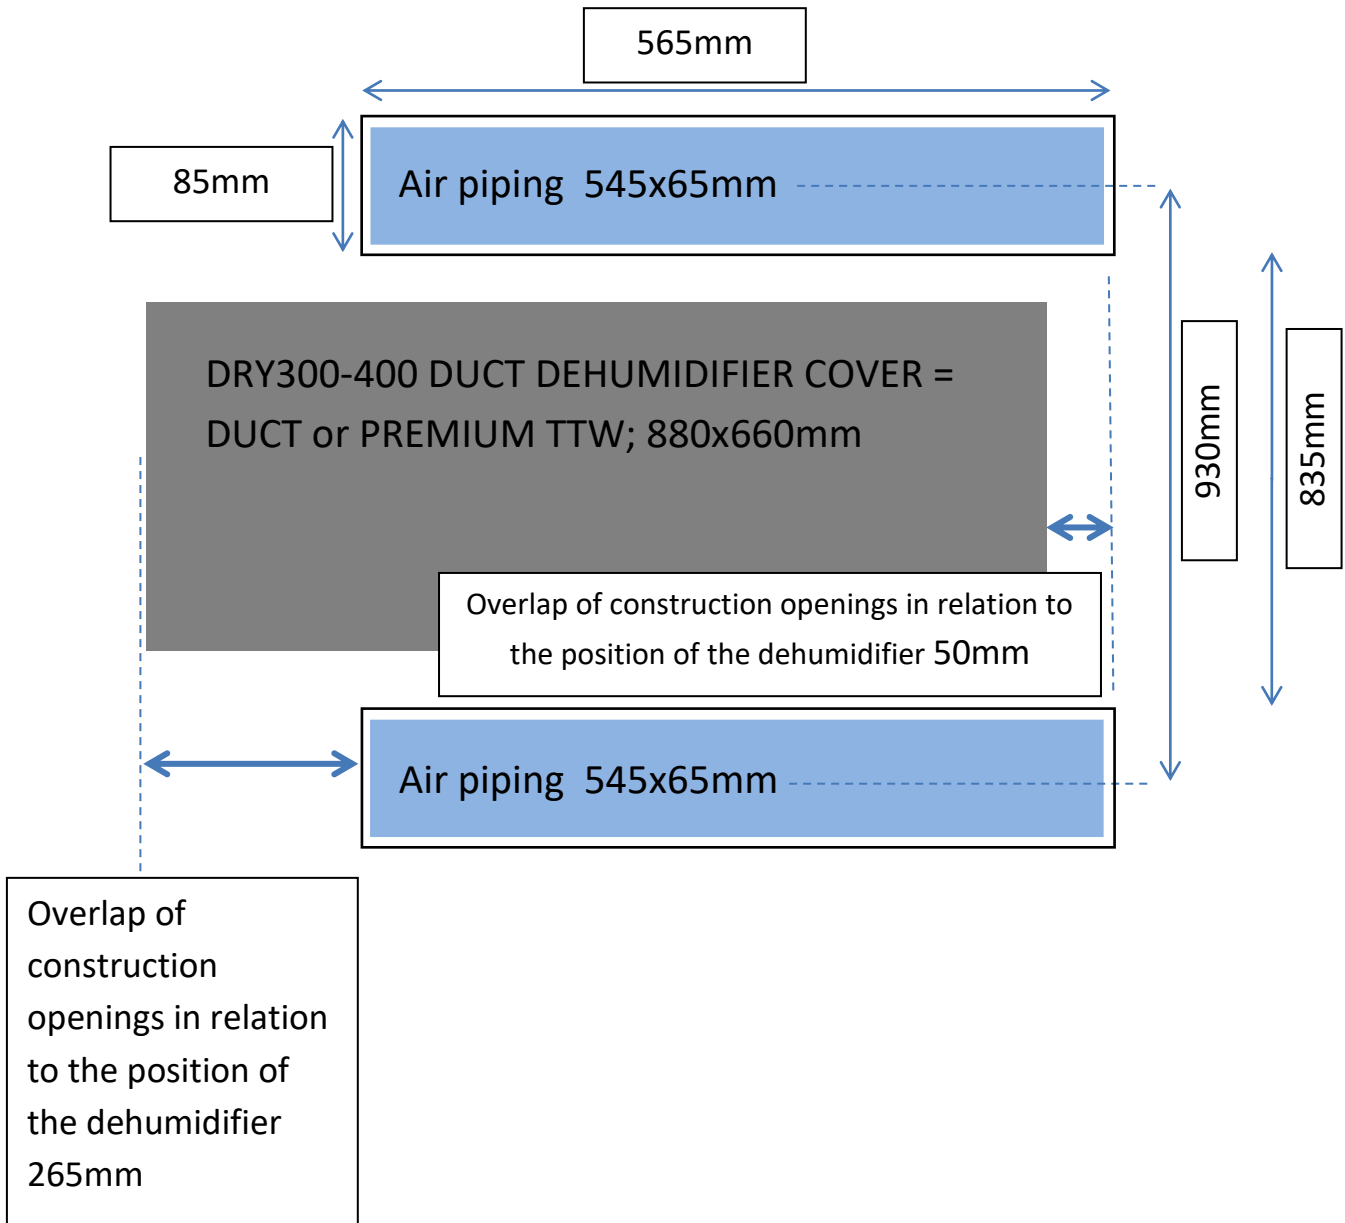 565mm
85mm
Air piping  545x65mm
DRY300-400 DUCT DEHUMIDIFIER COVER =
DUCT or PREMIUM TTW; 880x660mm
930mm
835mm
Overlap of construction openings in relation to
the position of the dehumidifier 50mm
Air piping  545x65mm
Overlap of
construction
openings in relation
to the position of
the dehumidifier
265mm